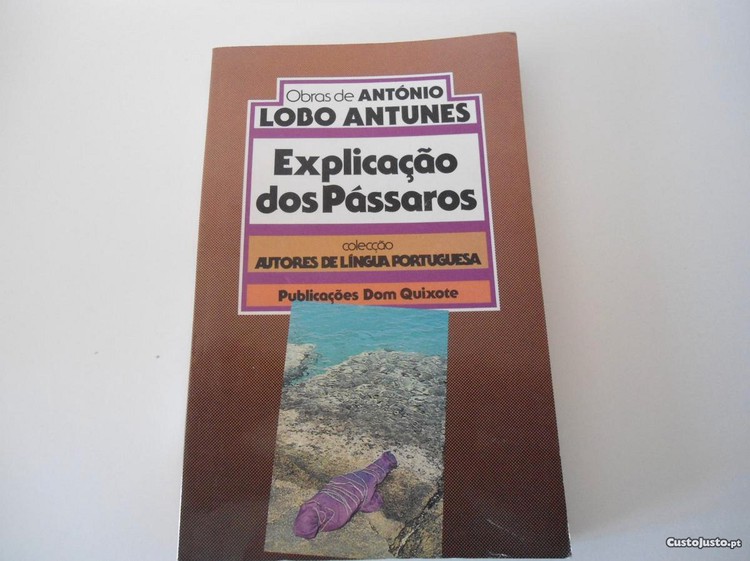 Obras de ANTÓNIO
LOBO ANTUNES
Explicação
dos Pássaros
colecção
AUTORES DE LÍNGUA PORTUGUESA
Publicações Dom Quixote
CustoJusto.pt